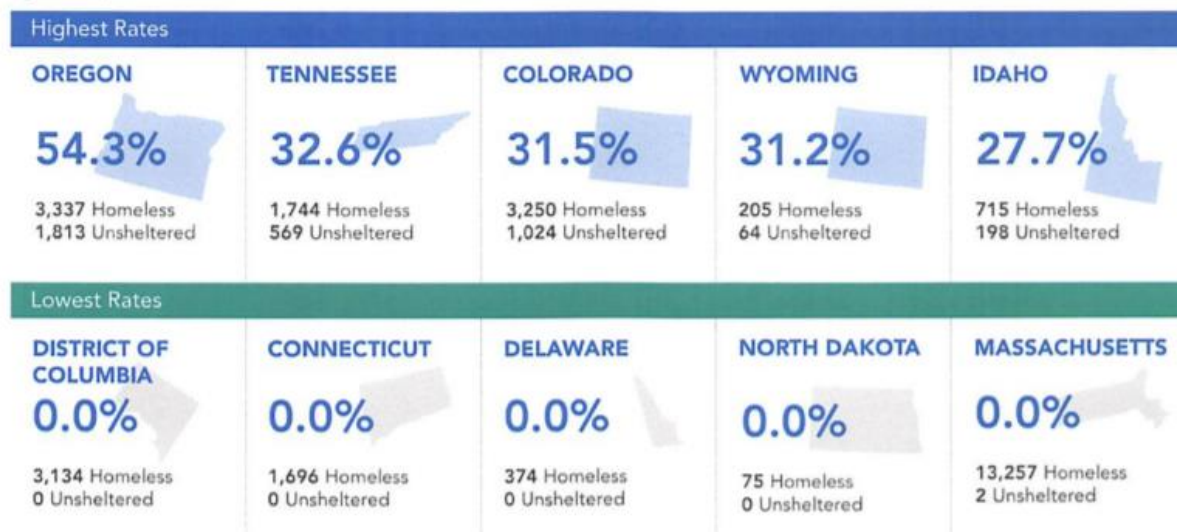 Highest Rates
OREGON
54.3%
3,337 Homeless
1,813 Unsheltered
TENNESSEE
32.6%
1,744 Homeless
569 Unsheltered
COLORADO
31.5%
3,250 Homeless
1,024 Unsheltered
WYOMING
31.2%
205 Homeless
64 Unsheltered
IDAHO
27.7%
715 Homeless
198 Unsheltered
Lowest Rates
DISTRICT OF
COLUMBIA
0.0%
3,134 Homeless
0 Unsheltered
CONNECTICUT
0.0%
1,696 Homeless
0 Unsheltered
DELAWARE
0.0%
374 Homeless
0 Unsheltered
NORTH DAKOTA
0.0%
75 Homeless
0 Unsheltered
MASSACHUSETTS
0.0%
13,257 Homeless
2 Unsheltered